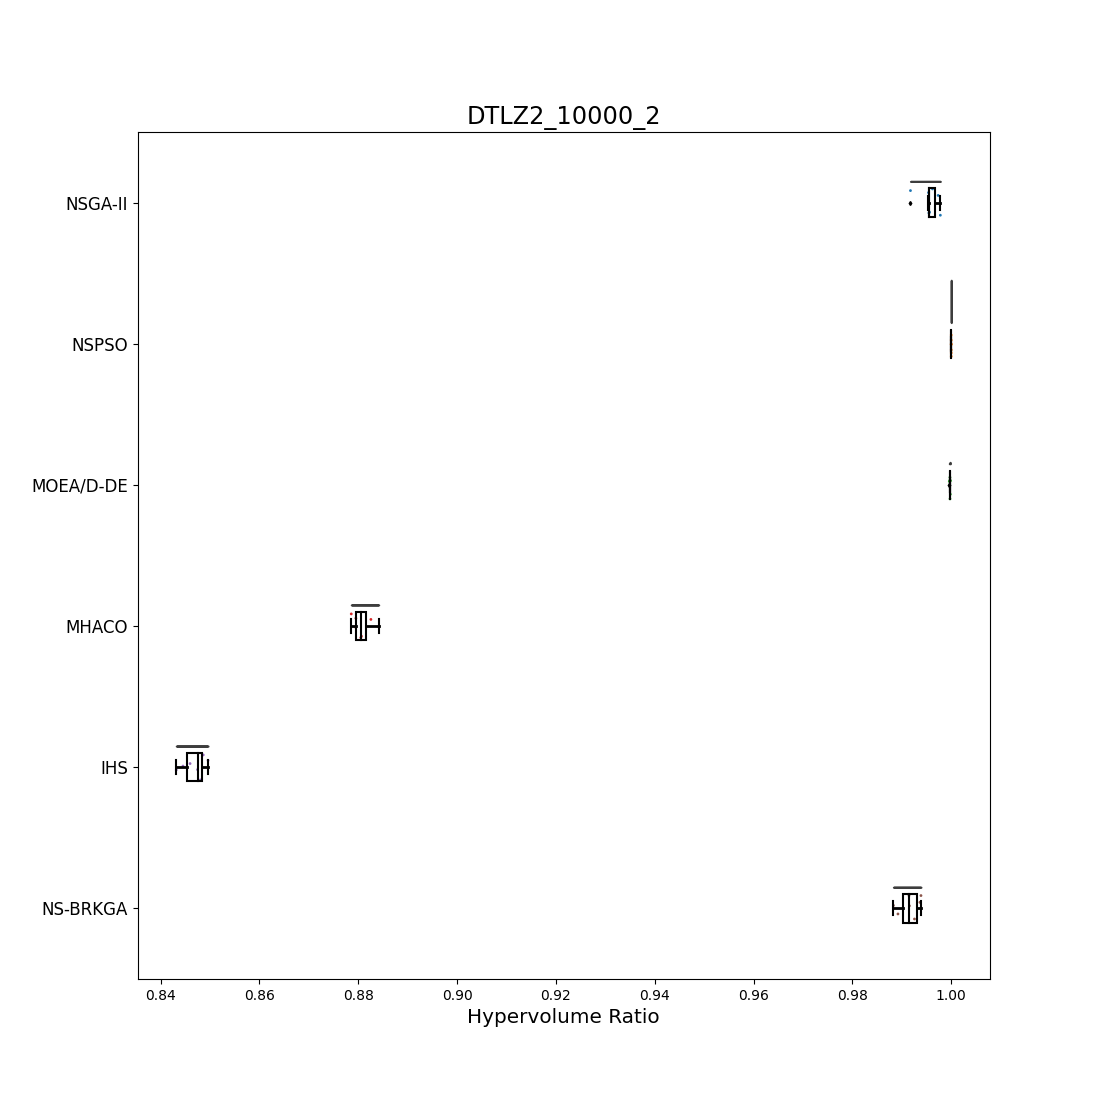 DTLZ2_10000_2
NSGA-II
NSPSO
MOEA/D-DE
MHACO
IHS
NS-BRKGA
0.84 0.86 0.88 0.90 0.92 0.94 0.96 0.98 1.00
Hypervolume Ratio